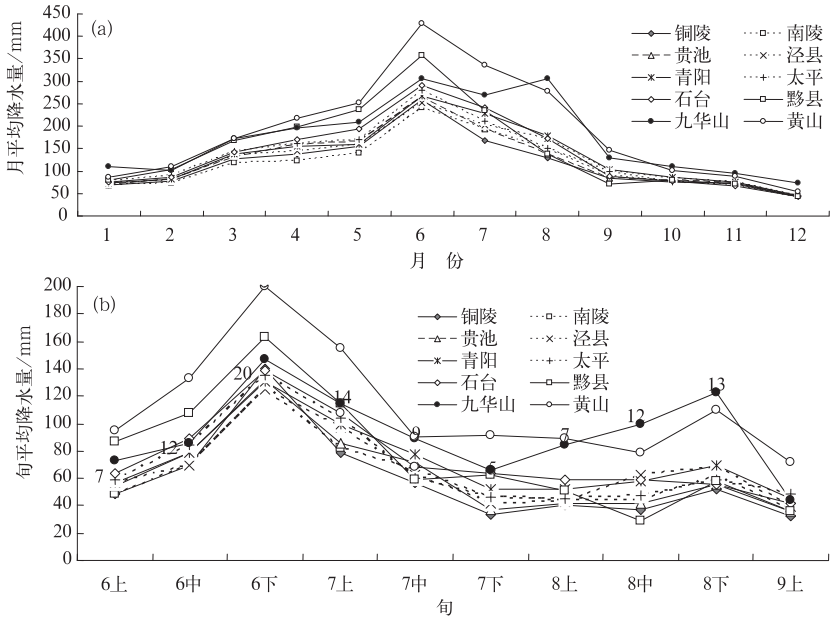 (a)
月平均降水量/mm
450
400
350
300
250
200
150
100
50
0
铜陵 南陵
贵池 泾县
青阳 太平
石台 黟县
九华山 黄山
1 2 3 4 5 6 7 8 9 10 11 12
月 份
(b)
旬平均降水量/mm
200
180
160
140
120
100
80
60
40
20
0
铜陵 南陵
贵池 泾县
青阳 太平
石台 黟县
九华山 黄山
7 12 20 14 9 5 7 12 13
6上 6中 6下 7上 7中 7下 8上 8中 8下 9上
旬